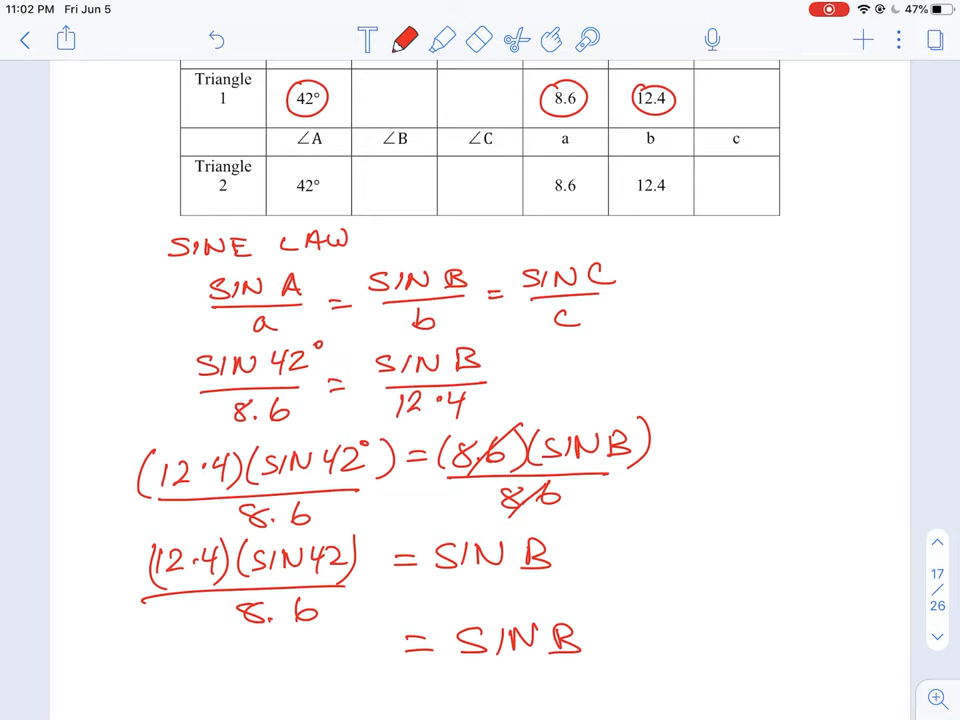 11:02 PM Fri Jun 5 47%
Triangle 1 42° 8.6 12.4
∠A ∠B ∠C a b c
Triangle 2 42° 8.6 12.4
SINE LAW
SIN A / a = SIN B / b = SIN C / c
SIN 42° / 8.6 = SIN B / 12.4
(12.4)(SIN 42°) / 8.6 = (8.6)(SIN B) / 8.6
(12.4)(SIN 42) / 8.6 = SIN B
= SIN B
17 / 26